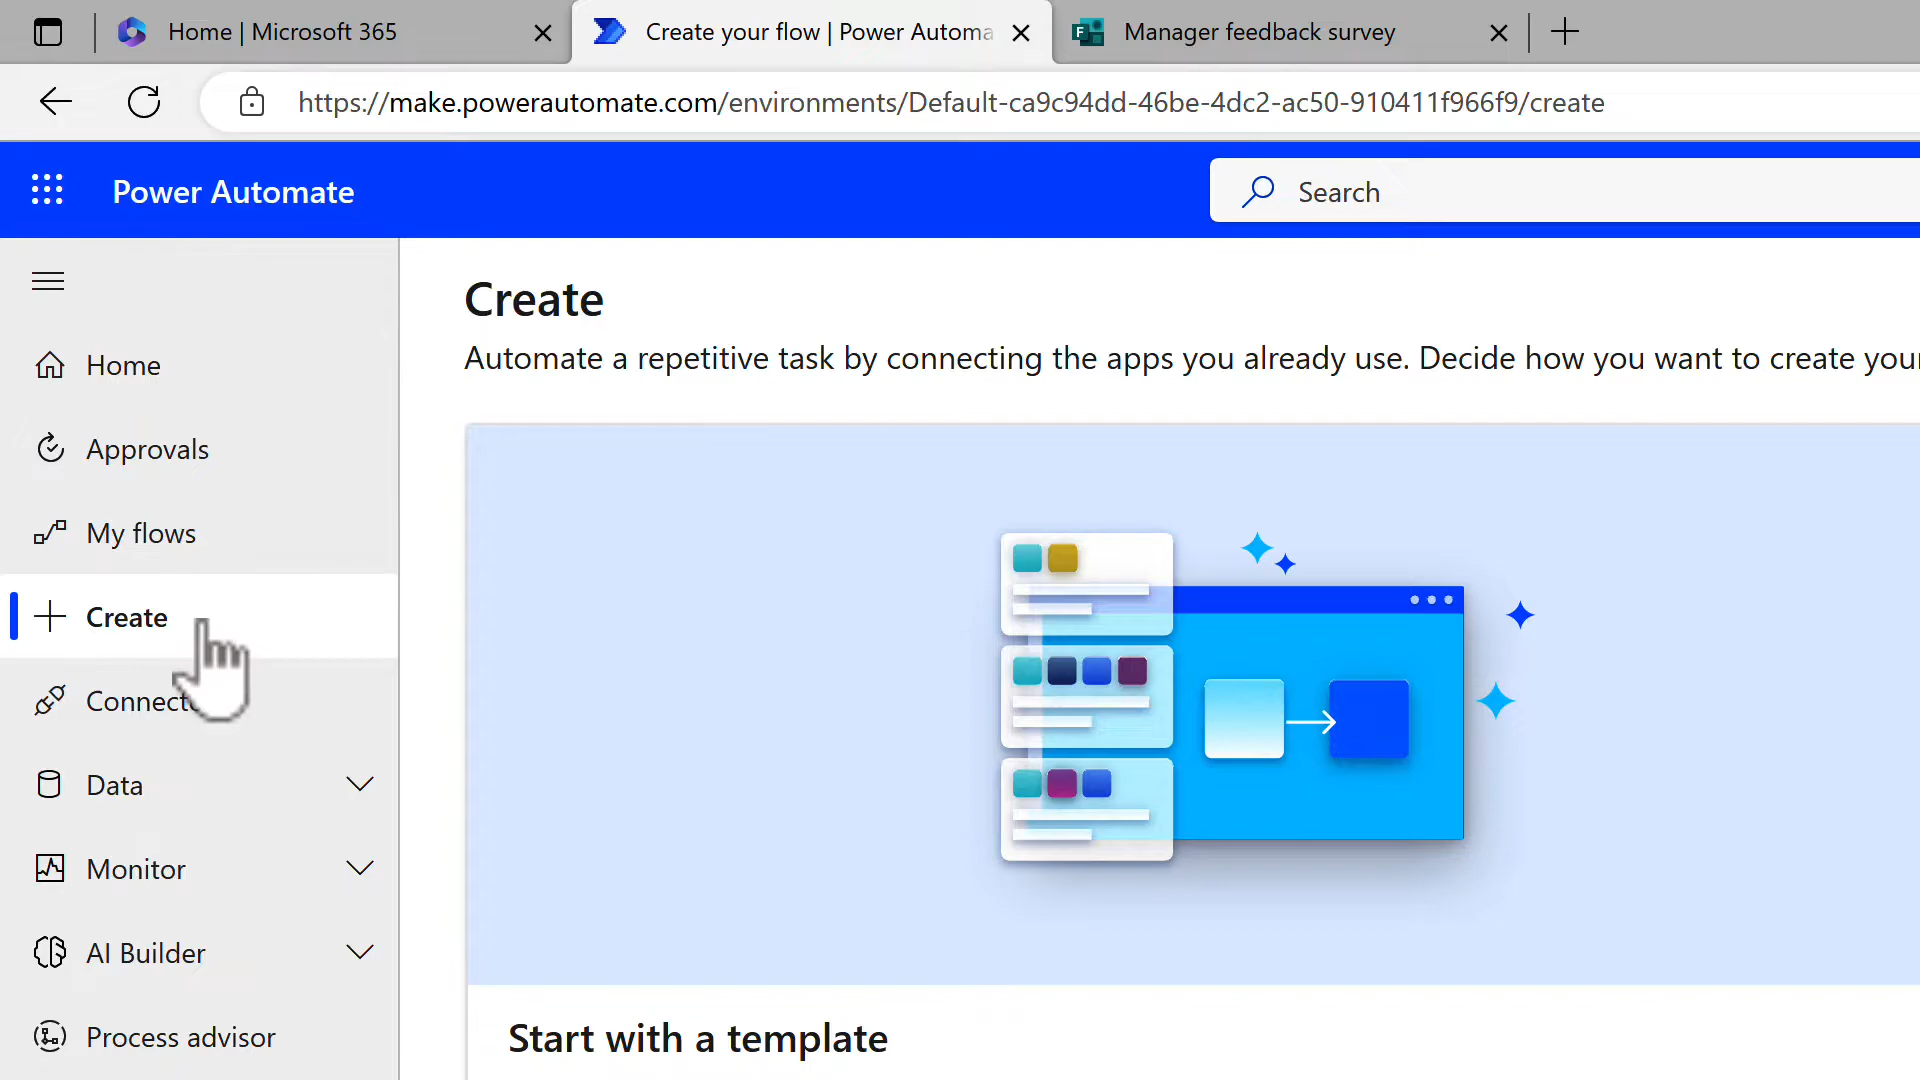 Home | Microsoft 365
Create your flow | Power Automa
Manager feedback survey
https://make.powerautomate.com/environments/Default-ca9c94dd-46be-4dc2-ac50-910411f966f9/create
Power Automate
Search
Home
Approvals
My flows
Create
Connect
Data
Monitor
AI Builder
Process advisor
Create
Automate a repetitive task by connecting the apps you already use. Decide how you want to create your
Start with a template